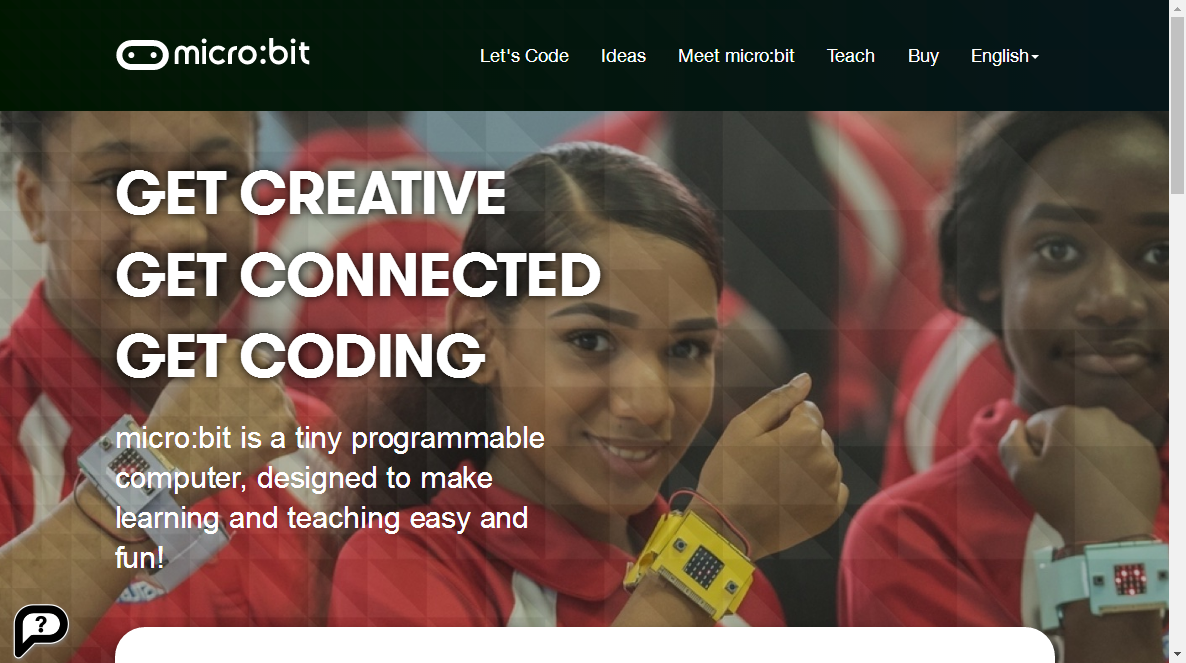 micro:bit
Let's Code Ideas Meet micro:bit Teach Buy English
GET CREATIVE
GET CONNECTED
GET CODING
micro:bit is a tiny programmable
computer, designed to make
learning and teaching easy and
fun!
?